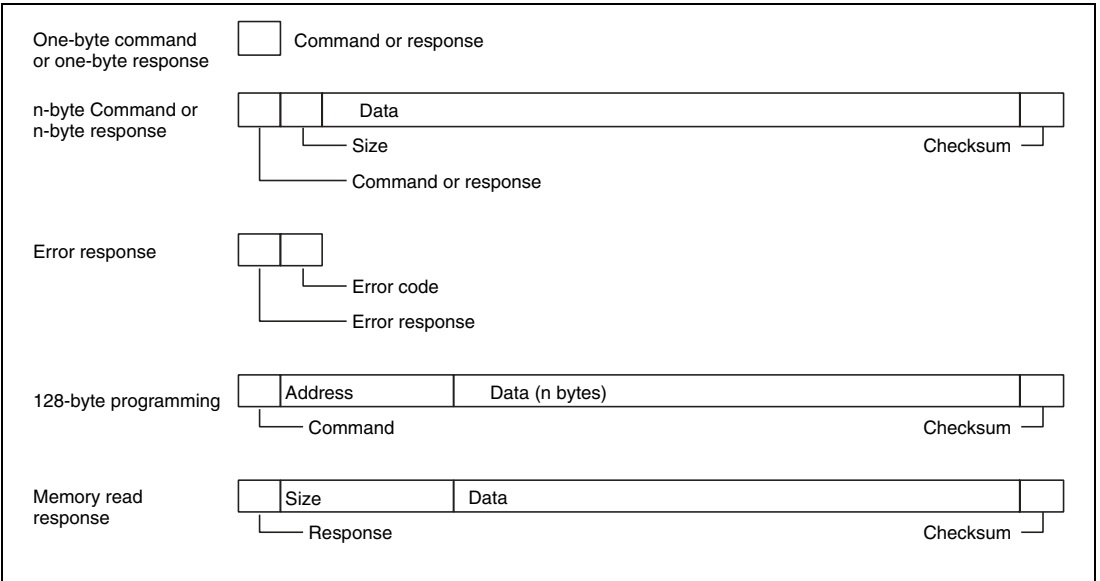 One-byte command
or one-byte response
Command or response
n-byte Command or
n-byte response
Data
Size
Checksum
Command or response
Error response
Error code
Error response
128-byte programming
Address
Data (n bytes)
Command
Checksum
Memory read
response
Size
Data
Response
Checksum